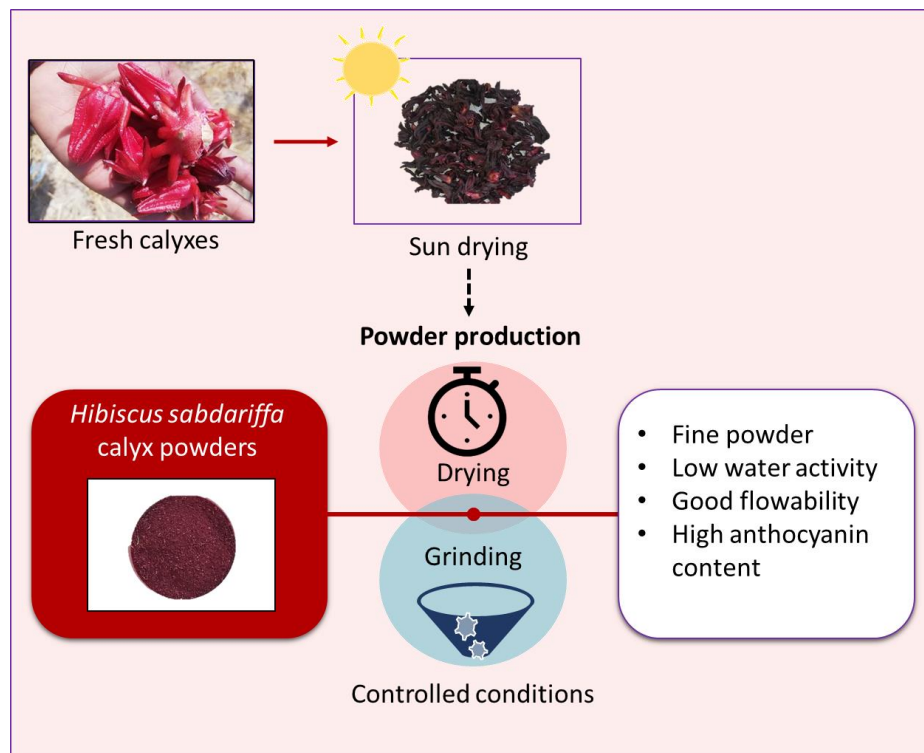 Fresh calyxes
Sun drying
Powder production
Hibiscus sabdariffa
calyx powders
Drying
Grinding
Controlled conditions
• Fine powder
• Low water activity
• Good flowability
• High anthocyanin
content